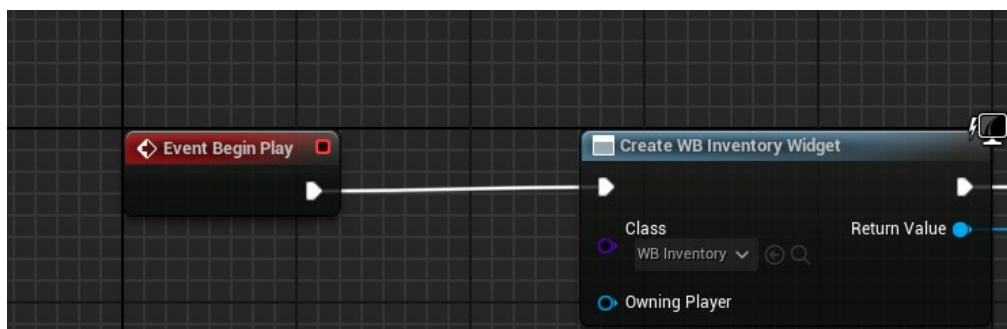 Event Begin Play
Create WB Inventory Widget
Class
Return Value
WB Inventory
Owning Player